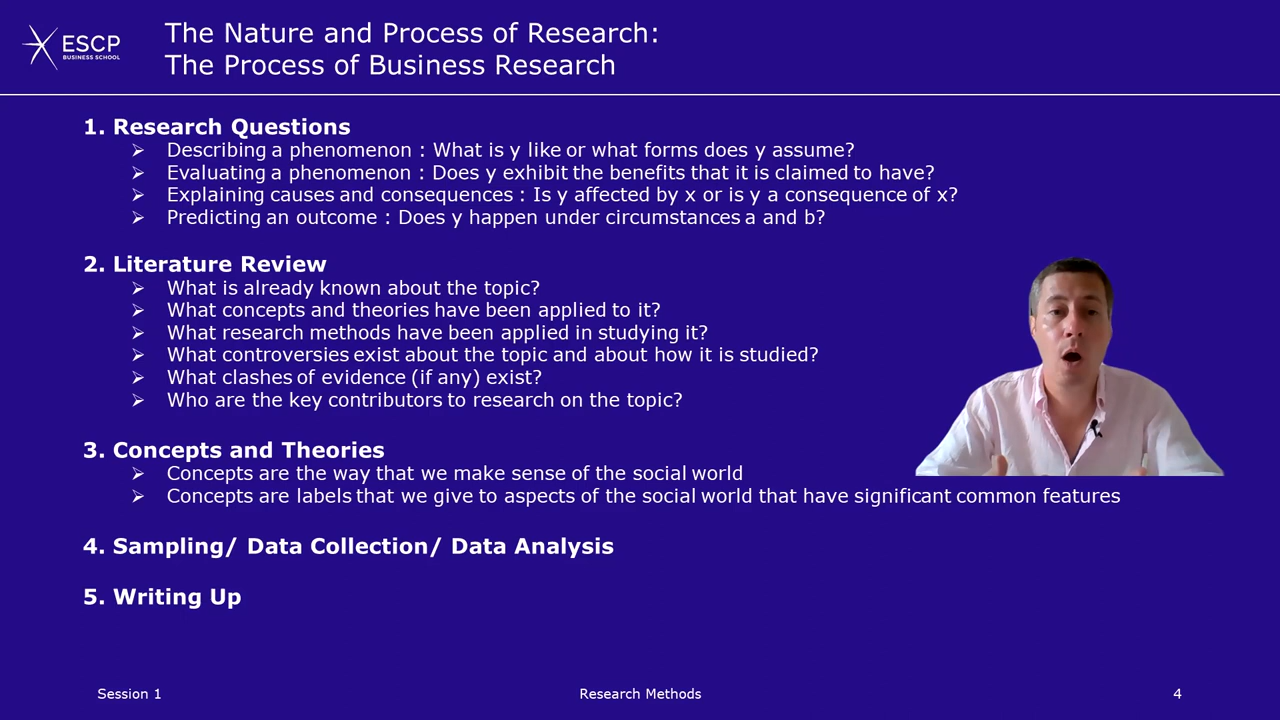 ESCP
BUSINESS SCHOOL
The Nature and Process of Research:
The Process of Business Research
1. Research Questions
➢ Describing a phenomenon : What is y like or what forms does y assume?
➢ Evaluating a phenomenon : Does y exhibit the benefits that it is claimed to have?
➢ Explaining causes and consequences : Is y affected by x or is y a consequence of x?
➢ Predicting an outcome : Does y happen under circumstances a and b?
2. Literature Review
➢ What is already known about the topic?
➢ What concepts and theories have been applied to it?
➢ What research methods have been applied in studying it?
➢ What controversies exist about the topic and about how it is studied?
➢ What clashes of evidence (if any) exist?
➢ Who are the key contributors to research on the topic?
3. Concepts and Theories
➢ Concepts are the way that we make sense of the social world
➢ Concepts are labels that we give to aspects of the social world that have significant common features
4. Sampling/ Data Collection/ Data Analysis
5. Writing Up
Session 1
Research Methods
4